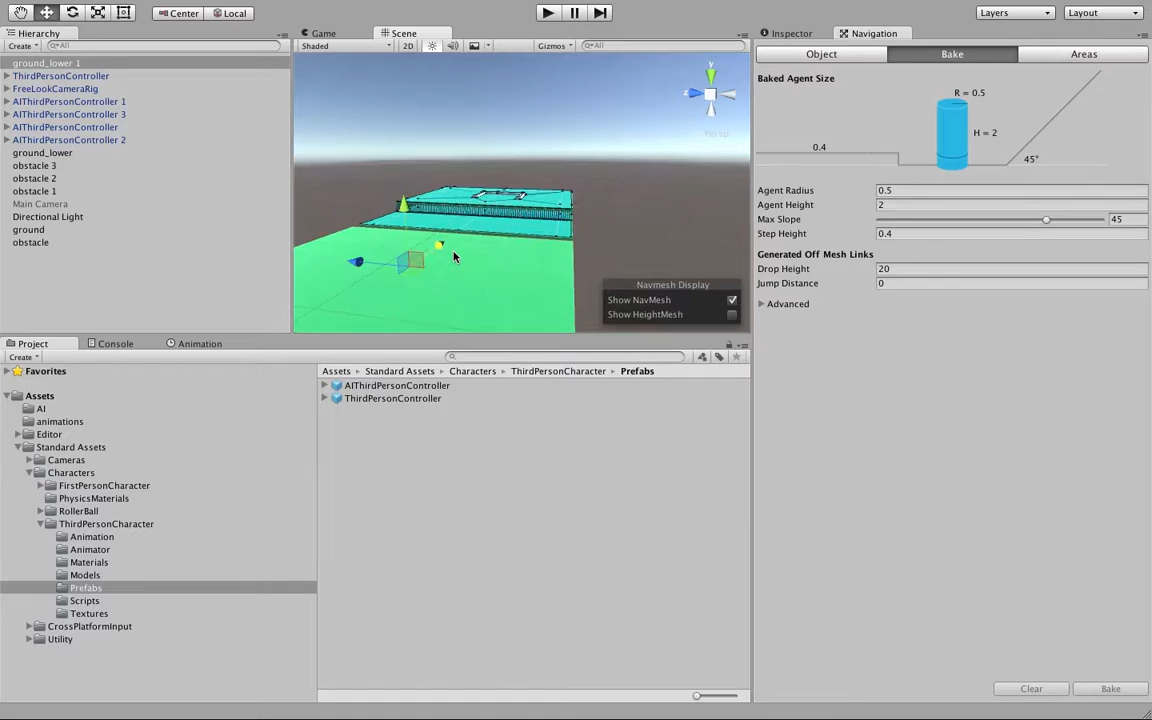 Center
Local
Layers
Layout
Hierarchy
Create
All
ground_lower 1
ThirdPersonController
FreeLookCameraRig
AIThirdPersonController 1
AIThirdPersonController 3
AIThirdPersonController
AIThirdPersonController 2
ground_lower
obstacle 3
obstacle 2
obstacle 1
Main Camera
Directional Light
ground
obstacle
Game
Scene
Shaded
2D
Gizmos
All
y
z
Persp
Navmesh Display
Show NavMesh
Show HeightMesh
Inspector
Navigation
Object
Bake
Areas
Baked Agent Size
R = 0.5
H = 2
0.4
45°
Agent Radius 0.5
Agent Height 2
Max Slope 45
Step Height 0.4
Generated Off Mesh Links
Drop Height 20
Jump Distance 0
Advanced
Clear
Bake
Project
Console
Animation
Create
Favorites
Assets
AI
animations
Editor
Standard Assets
Cameras
Characters
FirstPersonCharacter
PhysicsMaterials
RollerBall
ThirdPersonCharacter
Animation
Animator
Materials
Models
Prefabs
Scripts
Textures
CrossPlatformInput
Utility
Assets Standard Assets Characters ThirdPersonCharacter Prefabs
AIThirdPersonController
ThirdPersonController